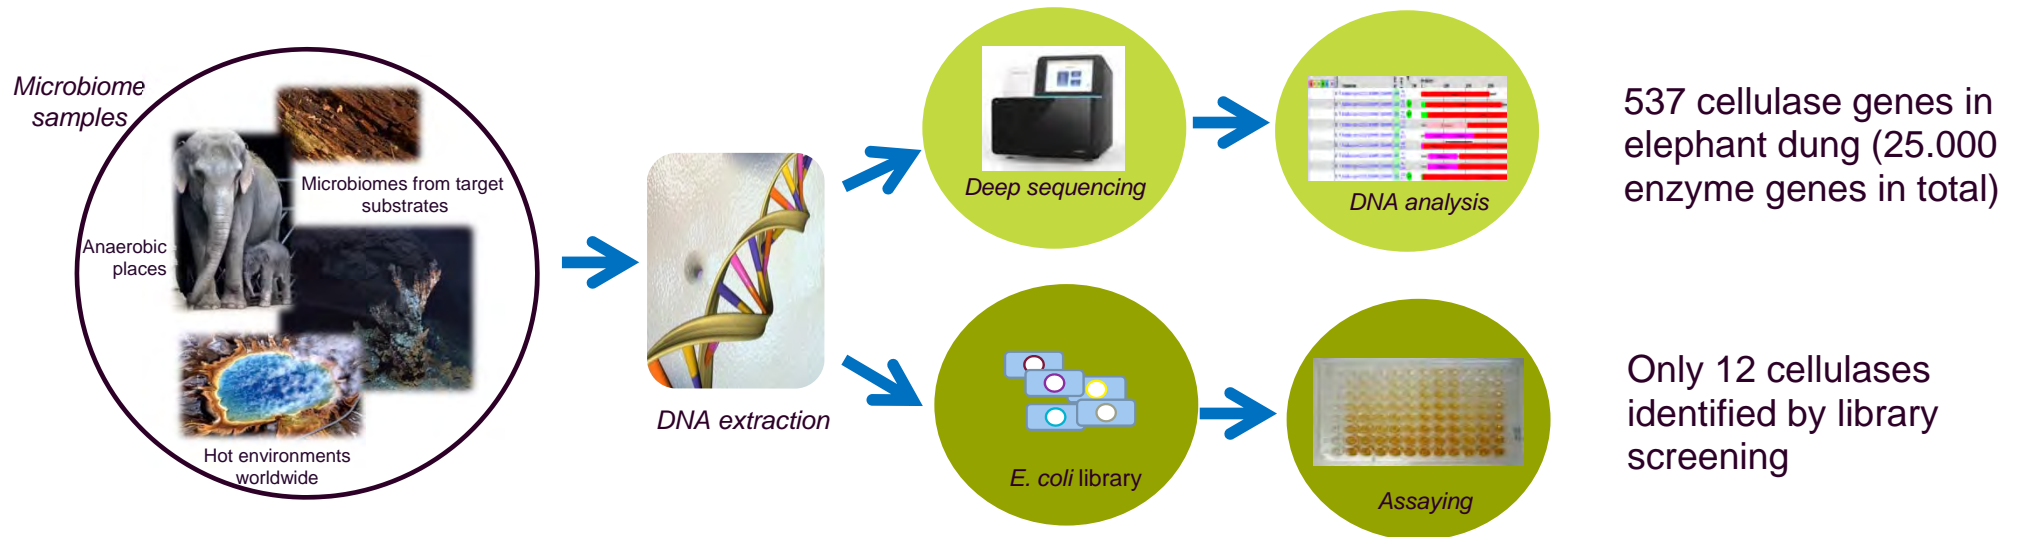 Microbiome
samples
Microbiomes from target
substrates
Anaerobic
places
Hot environments
worldwide
DNA extraction
Deep sequencing
DNA analysis
537 cellulase genes in
elephant dung (25.000
enzyme genes in total)
E. coli library
Assaying
Only 12 cellulases
identified by library
screening